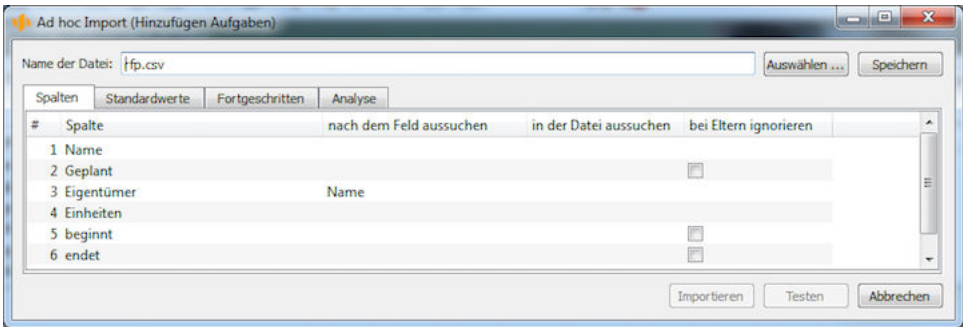 Ad hoc Import (Hinzufügen Aufgaben)
Name der Datei: rfp.csv Auswählen ... Speichern
Spalten Standardwerte Fortgeschritten Analyse
# Spalte nach dem Feld aussuchen in der Datei aussuchen bei Eltern ignorieren
1 Name
2 Geplant
3 Eigentümer Name
4 Einheiten
5 beginnt
6 endet
Importieren Testen Abbrechen